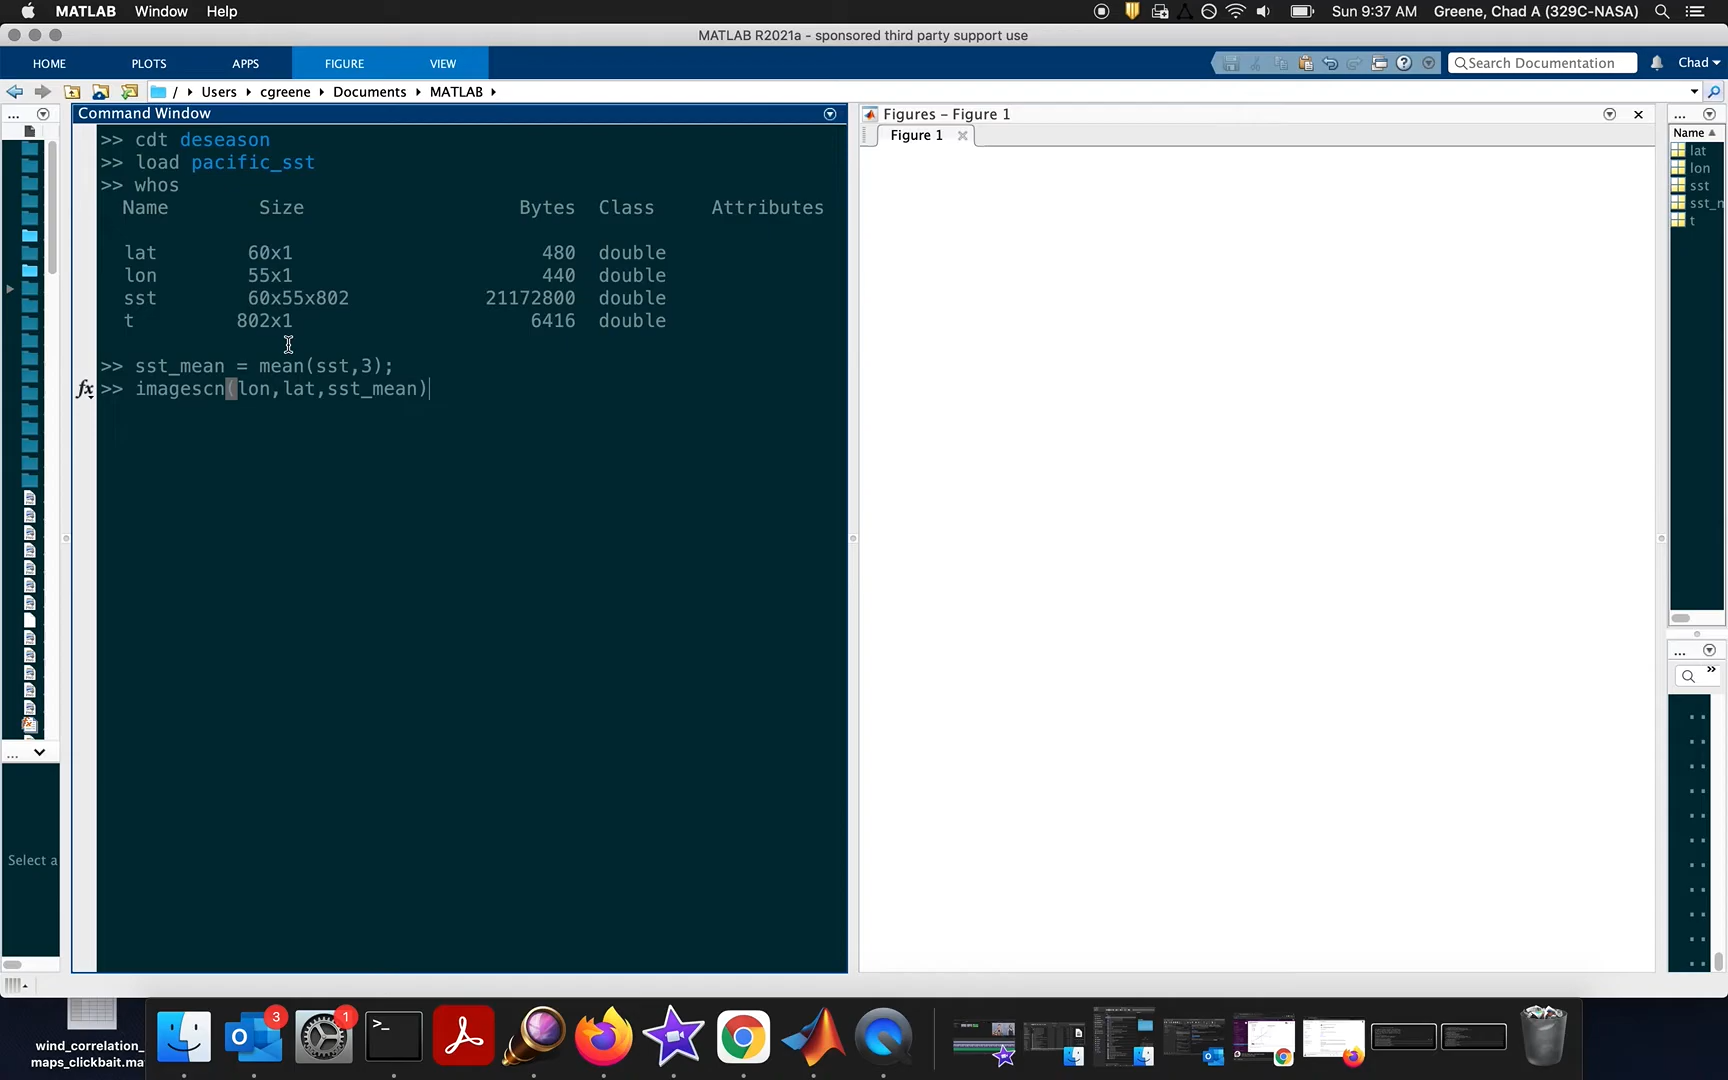 MATLAB Window Help
Sun 9:37 AM Greene, Chad A (329C-NASA)
MATLAB R2021a - sponsored third party support use
HOME PLOTS APPS FIGURE VIEW
Search Documentation
Chad
/ Users cgreene Documents MATLAB
...
Command Window
Figures - Figure 1
...
Figure 1
Name
>> cdt deseason
>> load pacific_sst
>> whos
Name Size Bytes Class Attributes
lat 60x1 480 double
lon 55x1 440 double
sst 60x55x802 21172800 double
t 802x1 6416 double
>> sst_mean = mean(sst,3);
fx >> imagescn(lon,lat,sst_mean)
lat
lon
sst
sst_n
t
...
...
>>
Select a
3
1
>_
wind_correlation_
maps_clickbait.ma